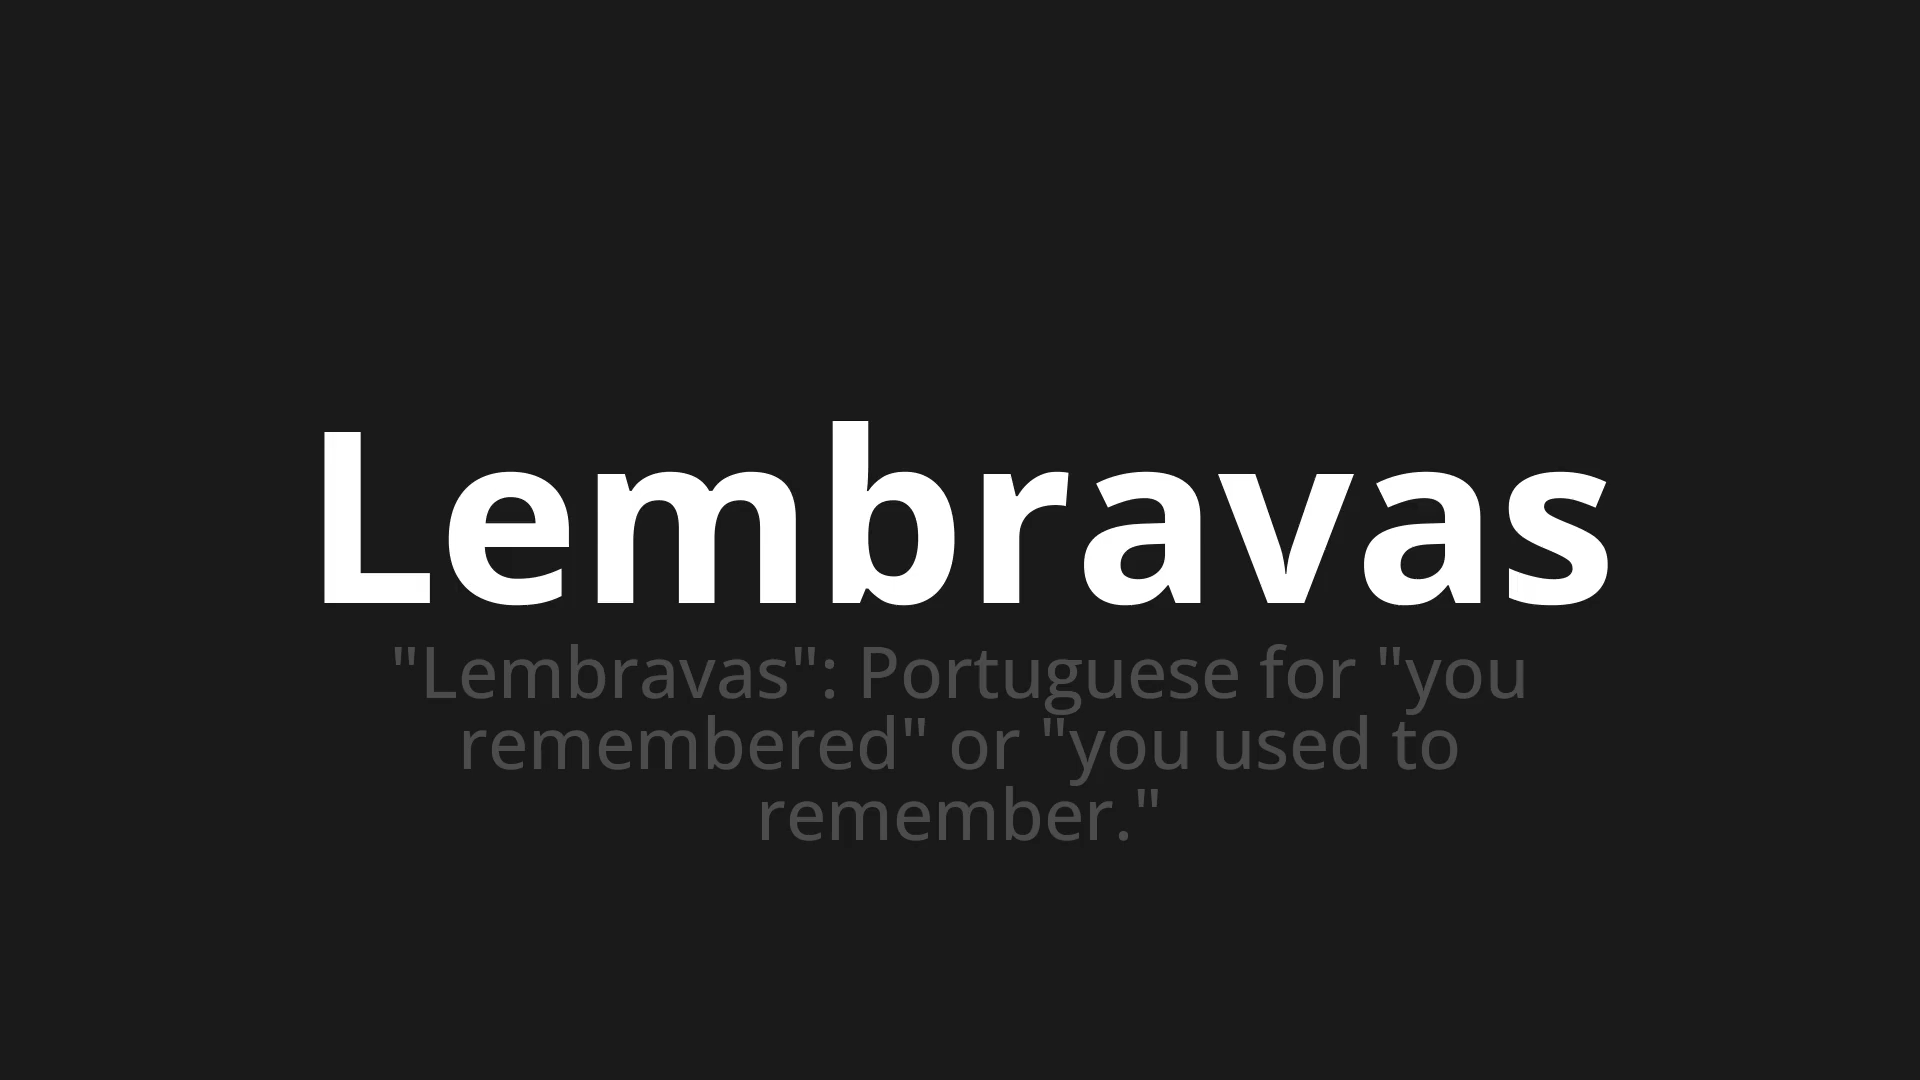 Lembravas
"Lembravas": Portuguese for "you
remembered" or "you used to
remember."